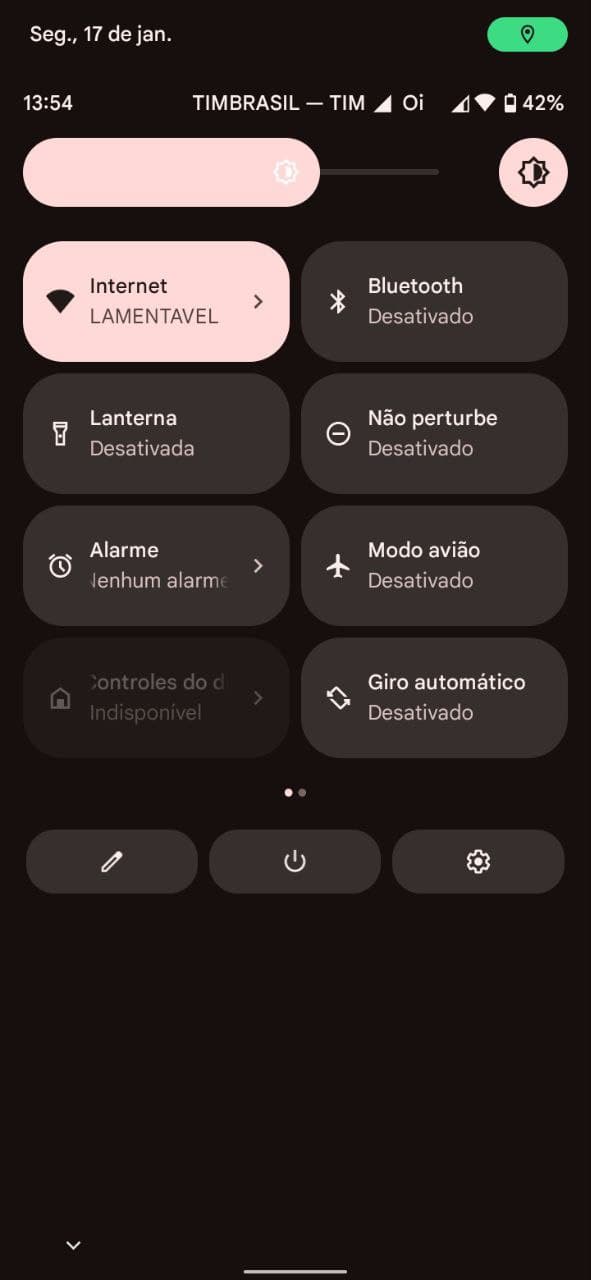 Seg., 17 de jan.
13:54 TIMBRASIL — TIM Oi 42%
Internet
LAMENTAVEL
Bluetooth
Desativado
Lanterna
Desativada
Não perturbe
Desativado
Alarme
Nenhum alarme
Modo avião
Desativado
Controles do d
Indisponível
Giro automático
Desativado